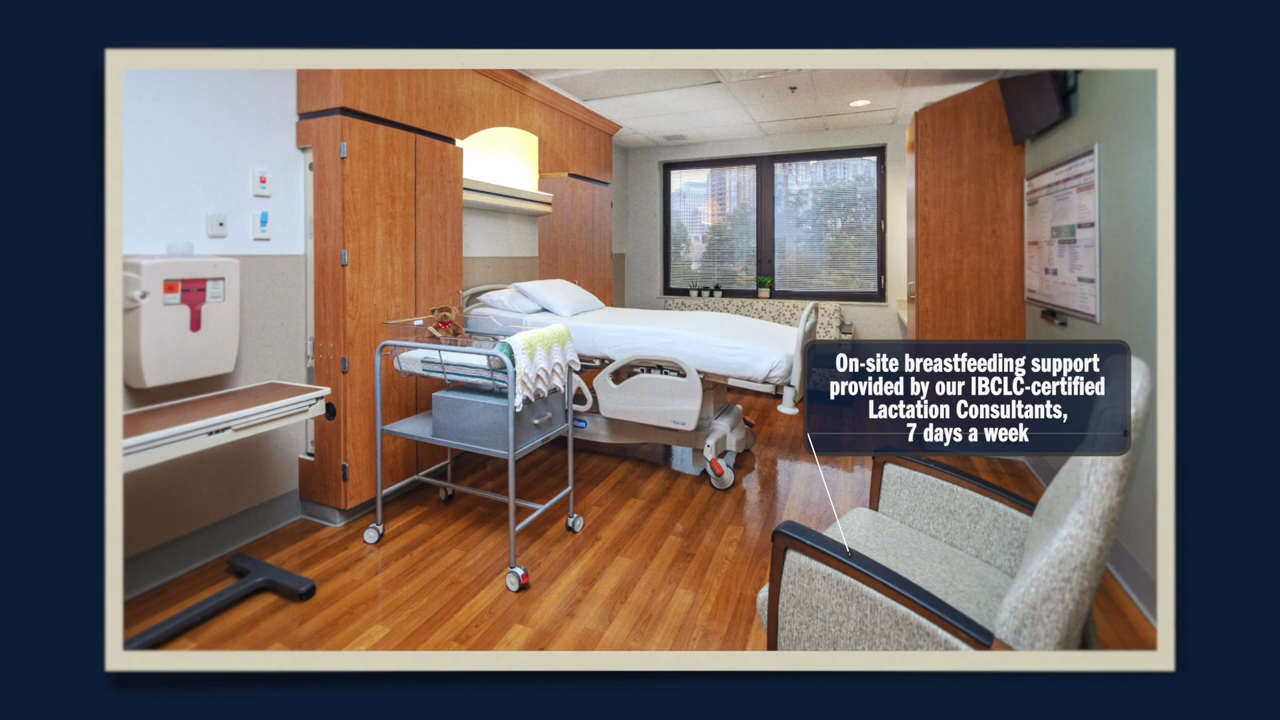 On-site breastfeeding support
provided by our IBCLC-certified
Lactation Consultants,
7 days a week